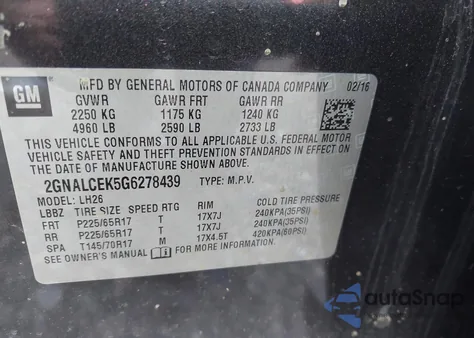 GM
MFD BY GENERAL MOTORS OF CANADA COMPANY 02/16
GVWR GAWR FRT GAWR RR
2250 KG 1175 KG 1240 KG
4960 LB 2590 LB 2733 LB
THIS VEHICLE CONFORMS TO ALL APPLICABLE U.S. FEDERAL MOTOR
VEHICLE SAFETY AND THEFT PREVENTION STANDARDS IN EFFECT ON THE DATE OF
MANUFACTURE SHOWN ABOVE.
2GNALCEK5G6278439 TYPE: M.P.V.
MODEL: LH26
LBBZ TIRE SIZE SPEED RTG RIM COLD TIRE PRESSURE
FRT P225/65R17 T 17X7J 240KPA(35PSI)
RR P225/65R17 T 17X7J 240KPA(35PSI)
SPA T145/70R17 M 17X4.5T 420KPA(60PSI)
SEE OWNER'S MANUAL FOR ADDITIONAL INFORMATION.
autoSnap